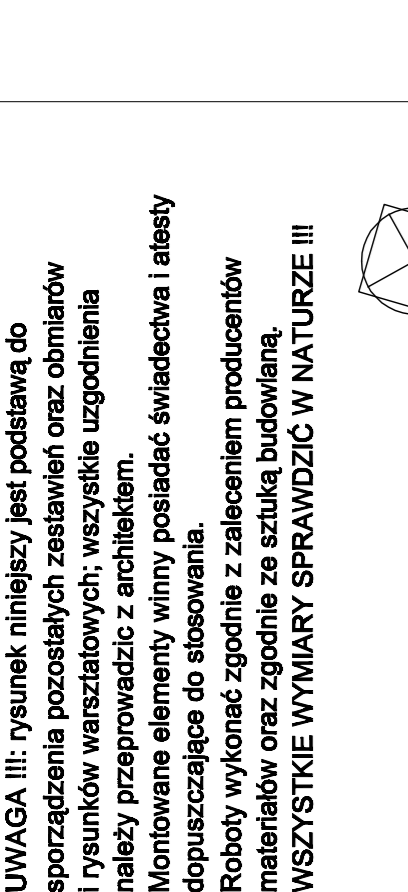 UWAGA !!!: rysunek niniejszy jest podstawą do
sporządzenia pozostałych zestawień oraz obmiarów
i rysunków warsztatowych; wszystkie uzgodnienia
należy przeprowadzic z architektem.
Montowane elementy winny posiadać świadectwa i atesty
dopuszczające do stosowania.
Roboty wykonać zgodnie z zaleceniem producentów
materiałów oraz zgodnie ze sztuką budowlaną.
WSZYSTKIE WYMIARY SPRAWDZIĆ W NATURZE !!!